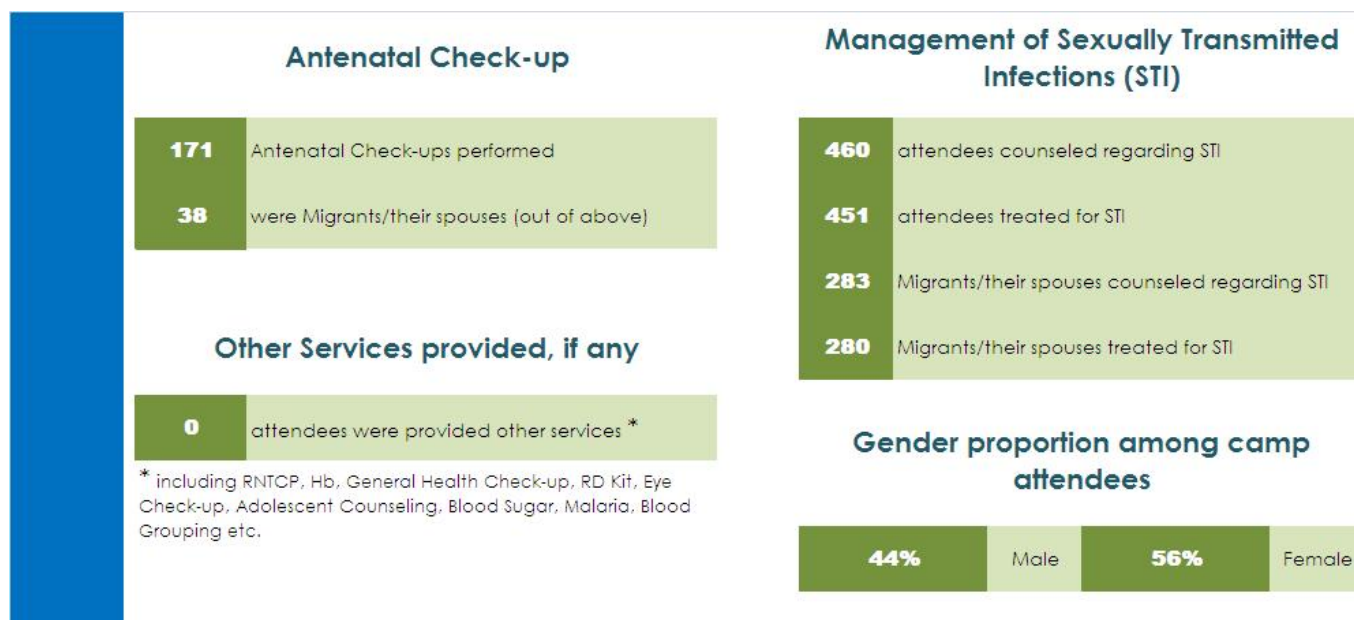 Antenatal Check-up
171 Antenatal Check-ups performed
38 were Migrants/their spouses (out of above)
Other Services provided, if any
0 attendees were provided other services *
* including RNTCP, Hb, General Health Check-up, RD Kit, Eye
Check-up, Adolescent Counseling, Blood Sugar, Malaria, Blood
Grouping etc.
Management of Sexually Transmitted
Infections (STI)
460 attendees counseled regarding STI
451 attendees treated for STI
283 Migrants/their spouses counseled regarding STI
280 Migrants/their spouses treated for STI
Gender proportion among camp
attendees
44% Male 56% Female